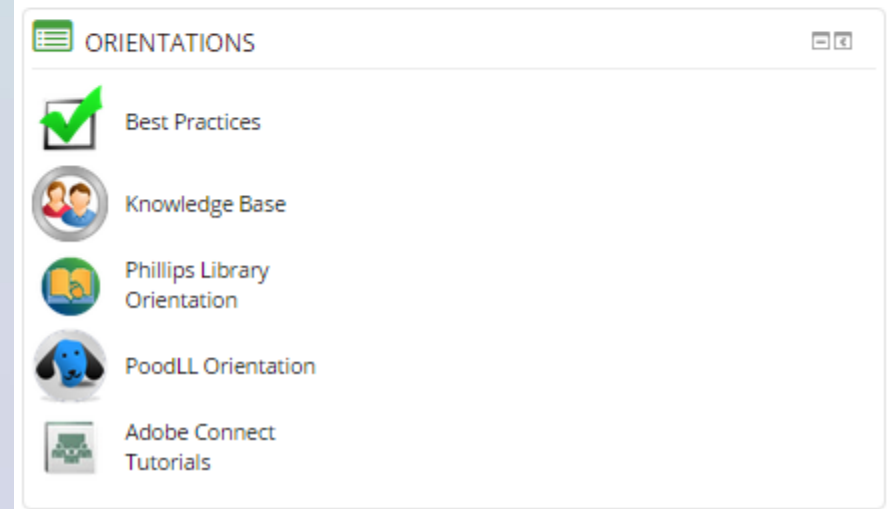 ORIENTATIONS
Best Practices
Knowledge Base
Phillips Library
Orientation
PoodLL Orientation
Adobe Connect
Tutorials